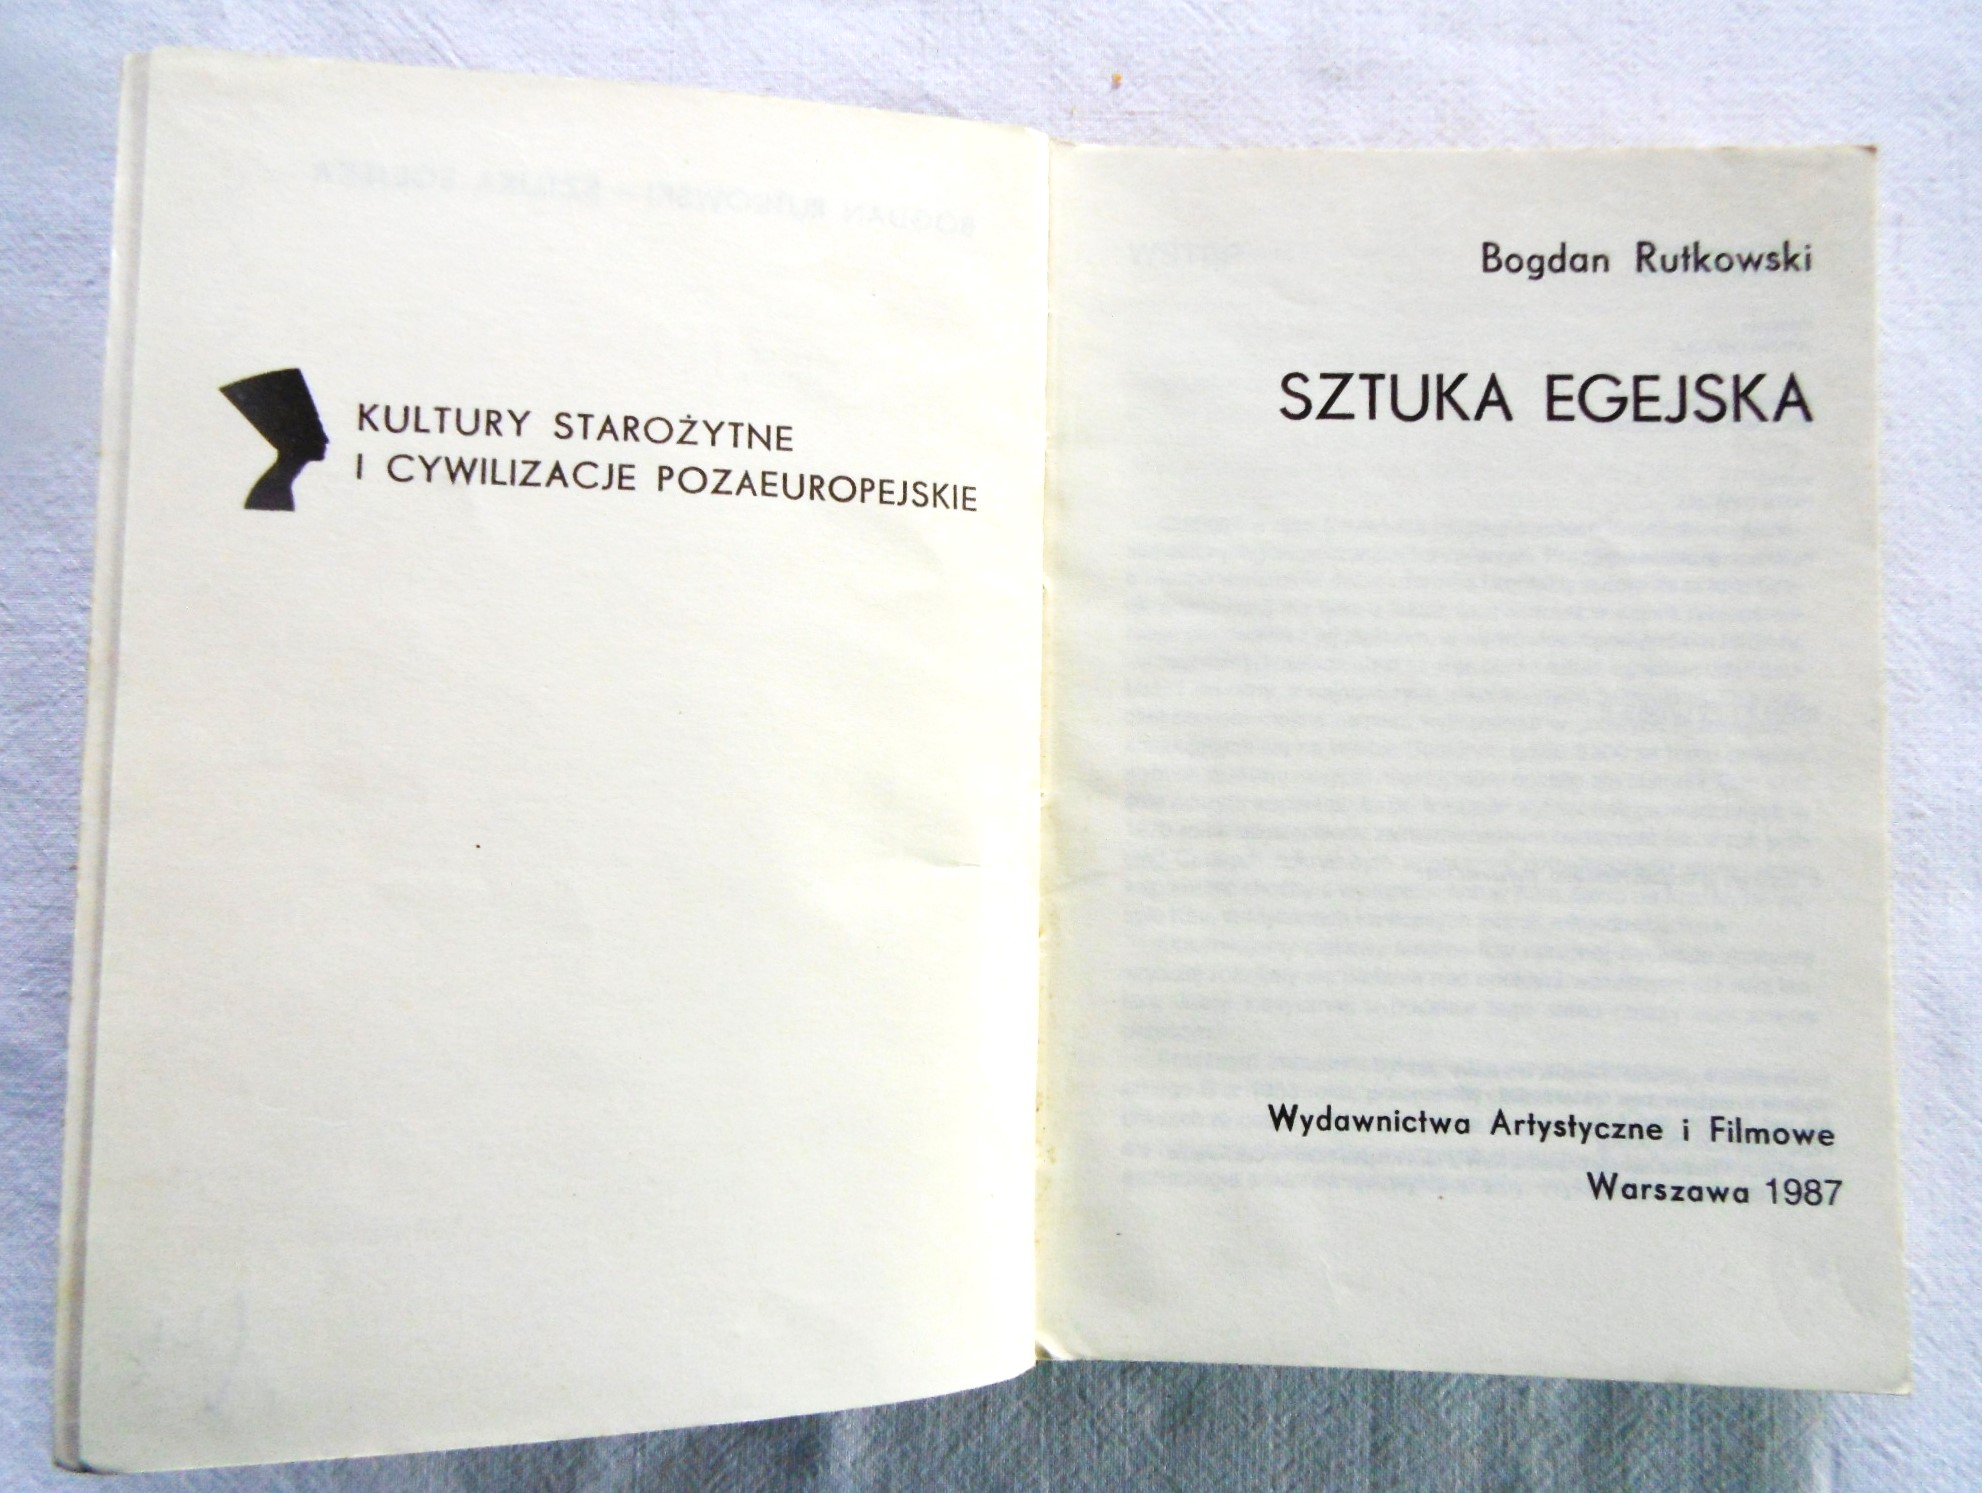 KULTURY STAROŻYTNE
I CYWILIZACJE POZAEUROPEJSKIE
Bogdan Rutkowski
SZTUKA EGEJSKA
Wydawnictwa Artystyczne i Filmowe
Warszawa 1987